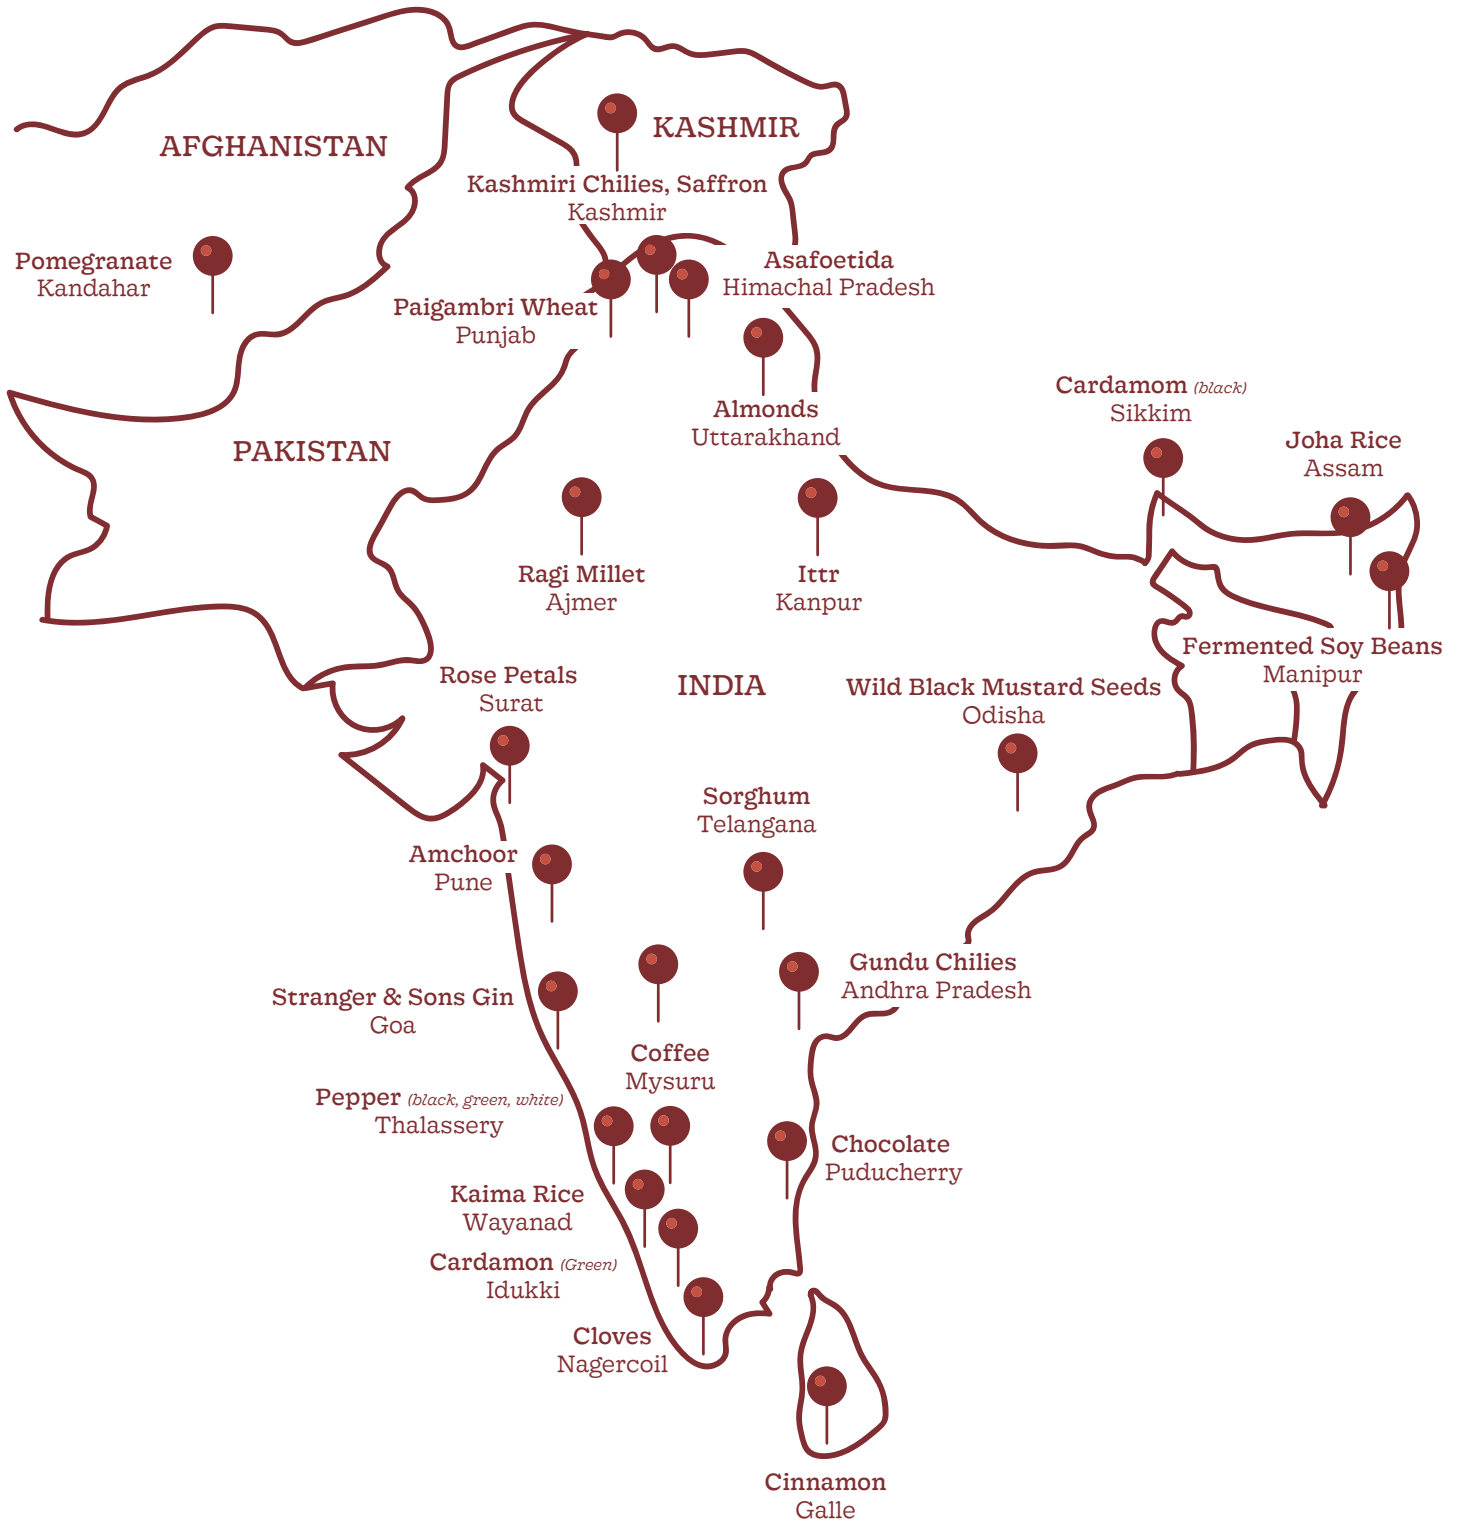 AFGHANISTAN
KASHMIR
Kashmiri Chilies, Saffron
Kashmir
Pomegranate
Kandahar
Asafoetida
Himachal Pradesh
Paigambri Wheat
Punjab
Almonds
Uttarakhand
Cardamom (black)
Sikkim
Joha Rice
Assam
PAKISTAN
Ragi Millet
Ajmer
Ittr
Kanpur
Fermented Soy Beans
Manipur
Rose Petals
Surat
INDIA
Wild Black Mustard Seeds
Odisha
Sorghum
Telangana
Amchoor
Pune
Gundu Chilies
Andhra Pradesh
Stranger & Sons Gin
Goa
Coffee
Mysuru
Pepper (black, green, white)
Thalassery
Chocolate
Puducherry
Kaima Rice
Wayanad
Cardamon (Green)
Idukki
Cloves
Nagercoil
Cinnamon
Galle